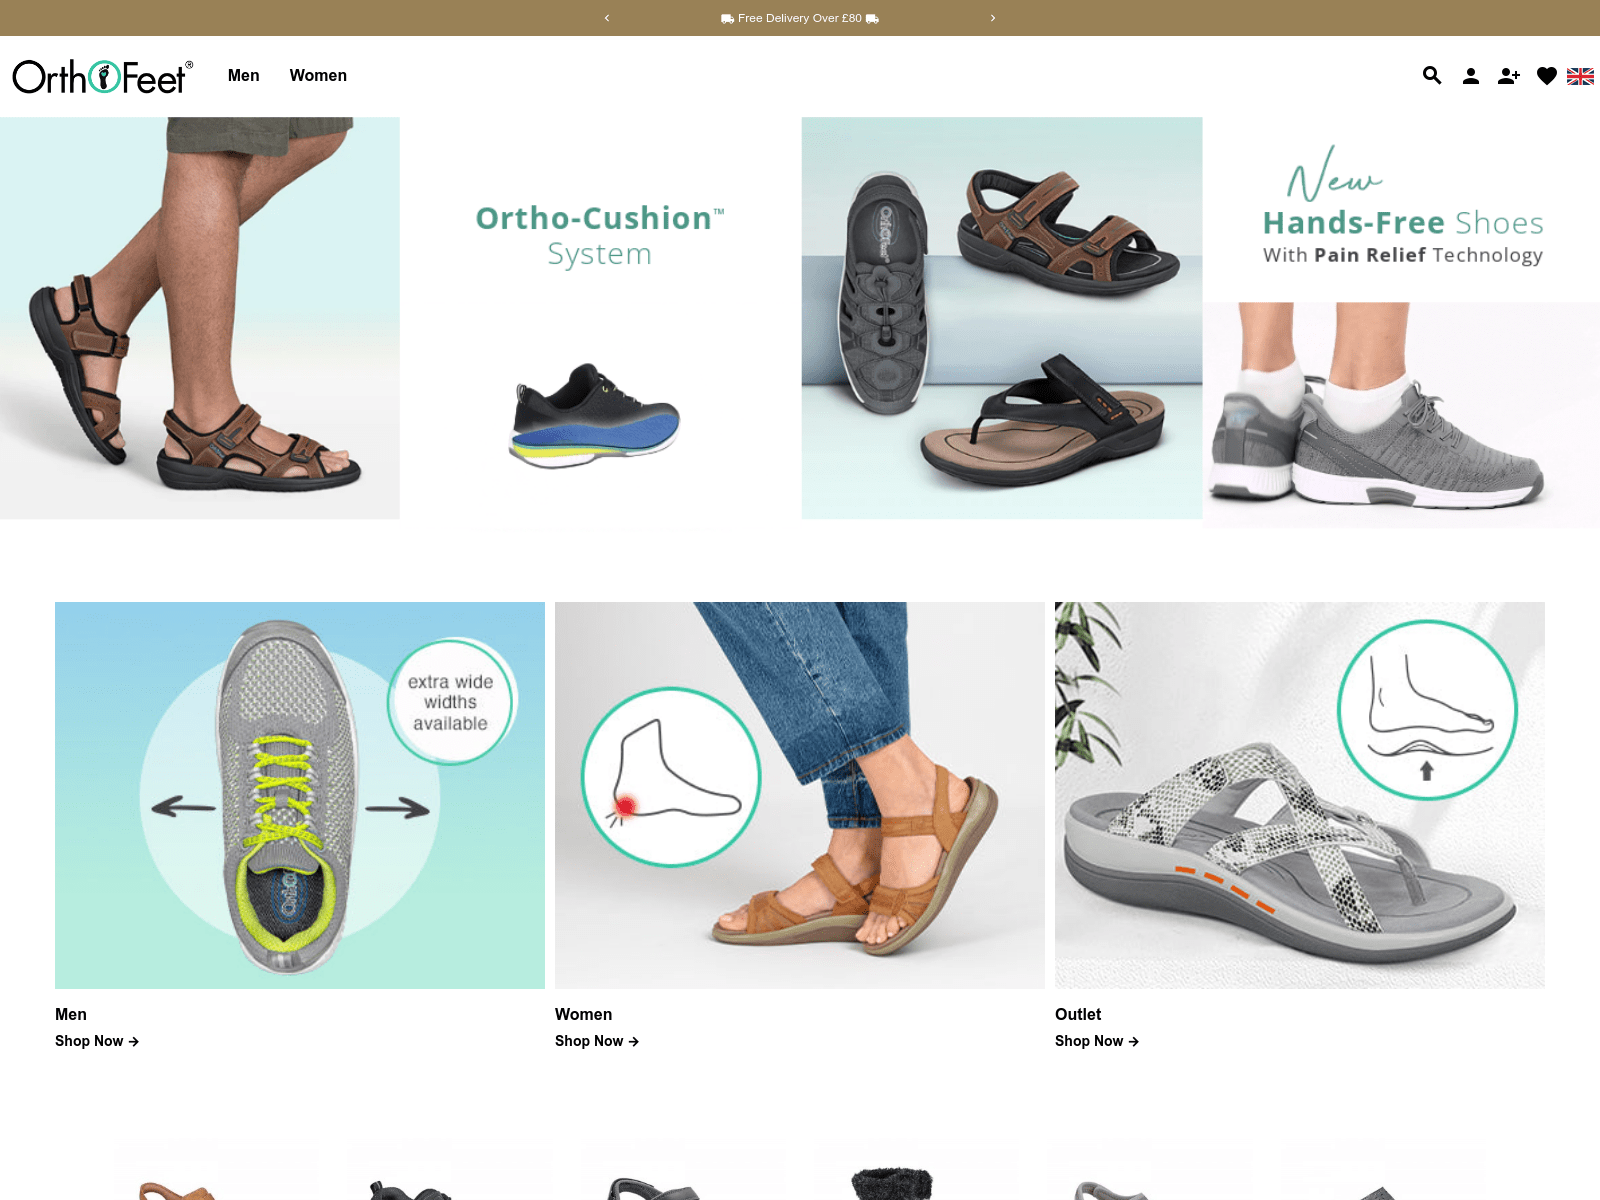 Free Delivery Over £80
OrthoFeet®
Men
Women
Ortho-Cushion™
System
New
Hands-Free Shoes
With Pain Relief Technology
extra wide
widths
available
Men
Shop Now →
Women
Shop Now →
Outlet
Shop Now →